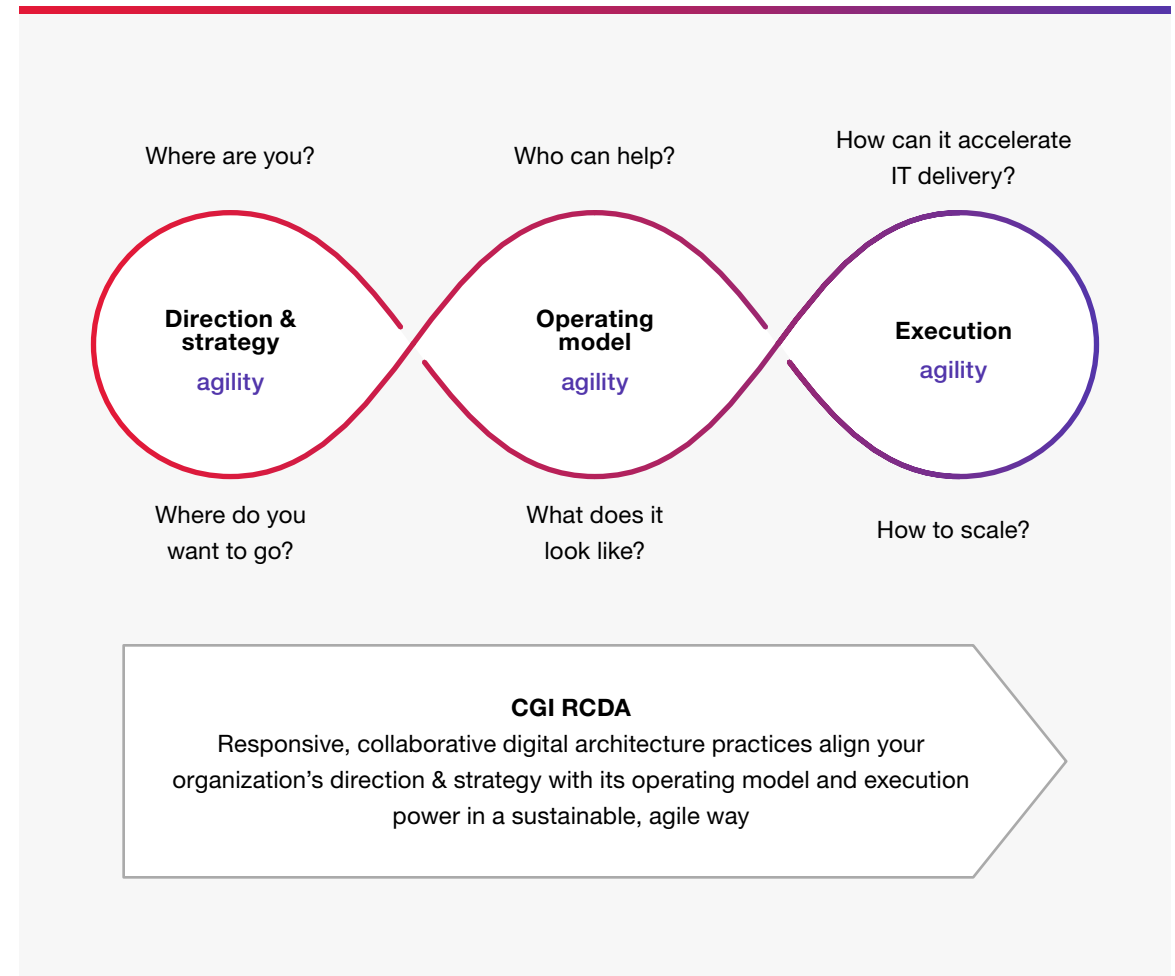 Where are you?
Who can help?
How can it accelerate
IT delivery?
Direction &
strategy
agility
Operating
model
agility
Execution
agility
Where do you
want to go?
What does it
look like?
How to scale?
CGI RCDA
Responsive, collaborative digital architecture practices align your
organization’s direction & strategy with its operating model and execution
power in a sustainable, agile way